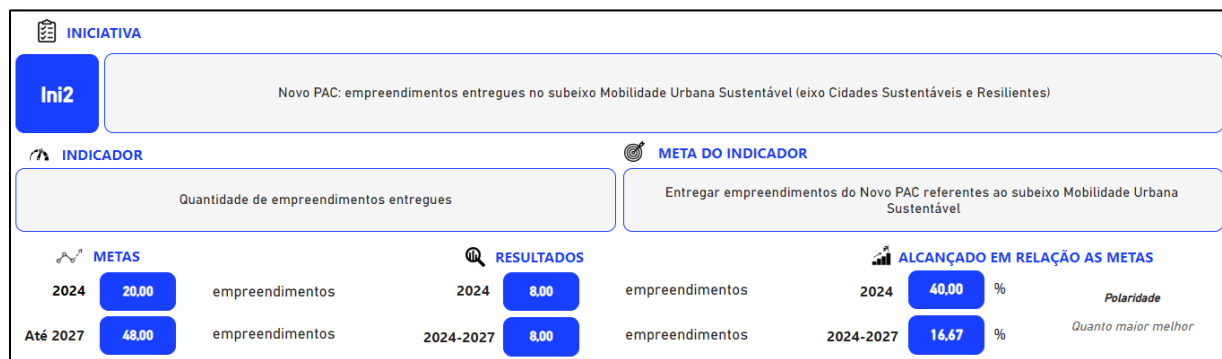 INICIATIVA
Ini2
Novo PAC: empreendimentos entregues no subeixo Mobilidade Urbana Sustentável (eixo Cidades Sustentáveis e Resilientes)
INDICADOR
META DO INDICADOR
Quantidade de empreendimentos entregues
Entregar empreendimentos do Novo PAC referentes ao subeixo Mobilidade Urbana
Sustentável
METAS
RESULTADOS
ALCANÇADO EM RELAÇÃO AS METAS
2024 20,00 empreendimentos 2024 8,00 empreendimentos 2024 40,00 % Polaridade
Até 2027 48,00 empreendimentos 2024-2027 8,00 empreendimentos 2024-2027 16,67 % Quanto maior melhor